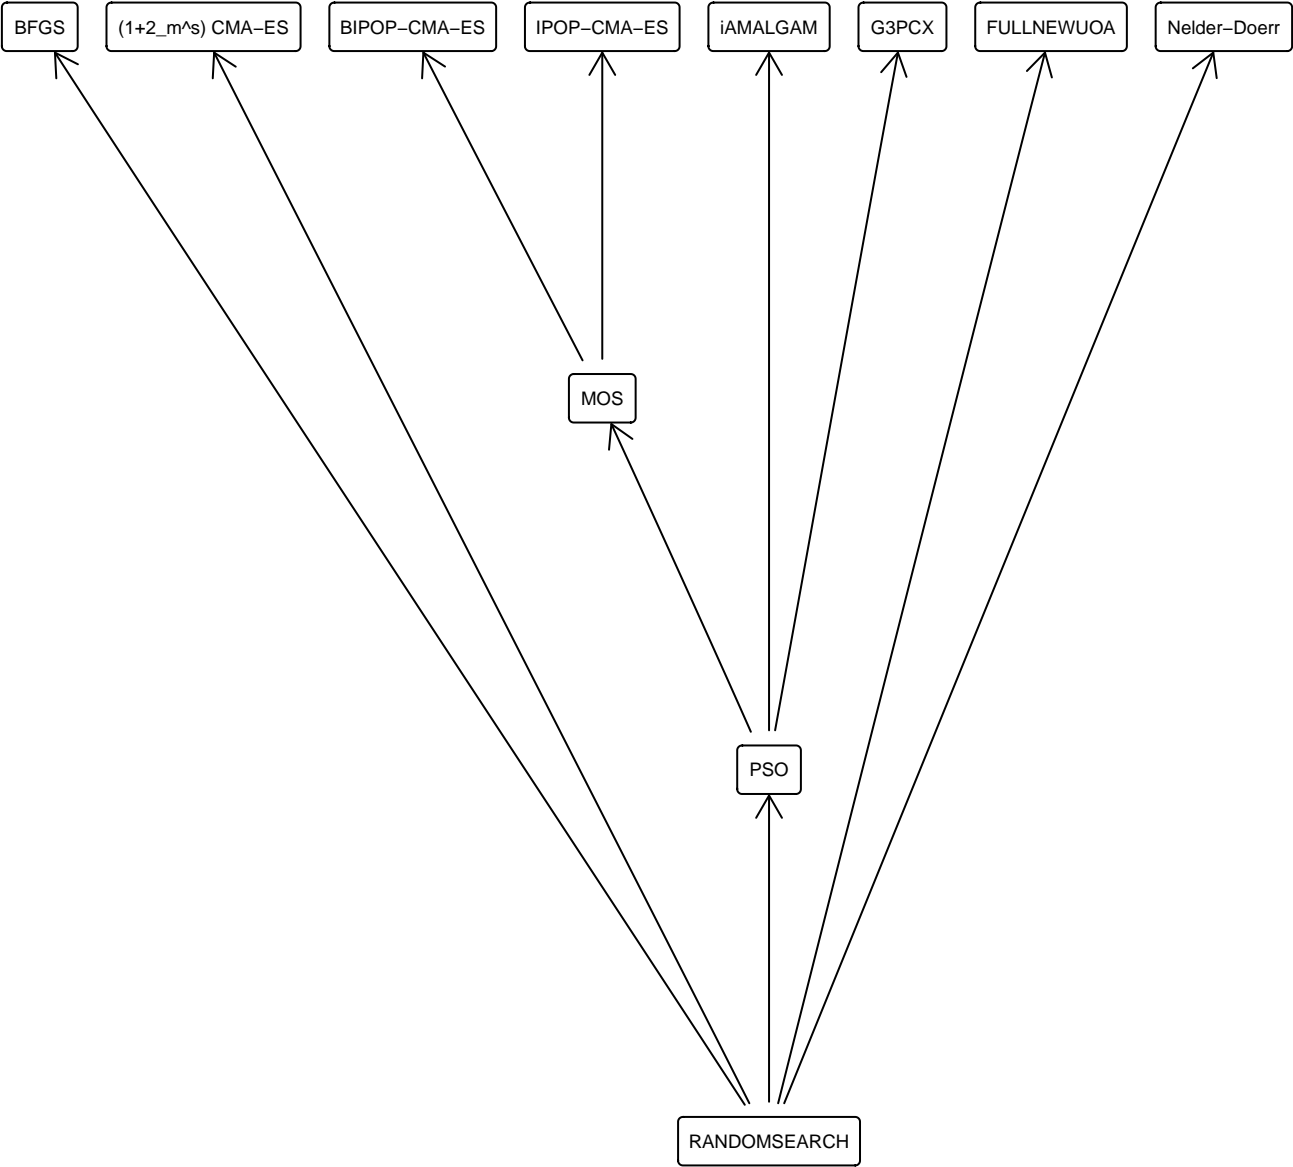 BFGS
(1+2_m^s) CMA−ES
BIPOP−CMA−ES
IPOP−CMA−ES
iAMALGAM
G3PCX
FULLNEWUOA
Nelder−Doerr
MOS
PSO
RANDOMSEARCH